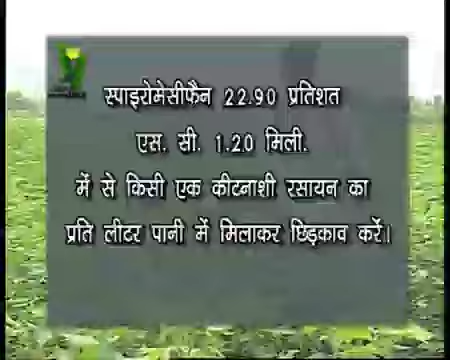 स्पाइरोमेसीफैन 22.90 प्रतिशत
एस. सी. 1.20 मिली.
में से किसी एक कीटनाशी रसायन का
प्रति लीटर पानी में मिलाकर छिड़काव करें।